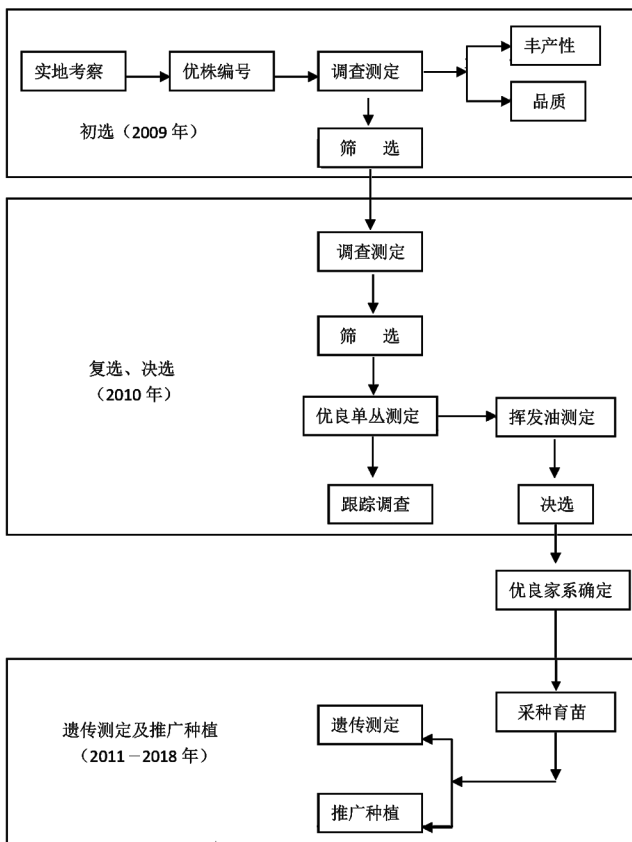 实地考察
优株编号
调查测定
丰产性
品质
初选（2009 年）
筛 选
调查测定
筛 选
复选、决选
（2010 年）
优良单丛测定
挥发油测定
跟踪调查
决选
优良家系确定
采种育苗
遗传测定及推广种植
（2011－2018 年）
遗传测定
推广种植